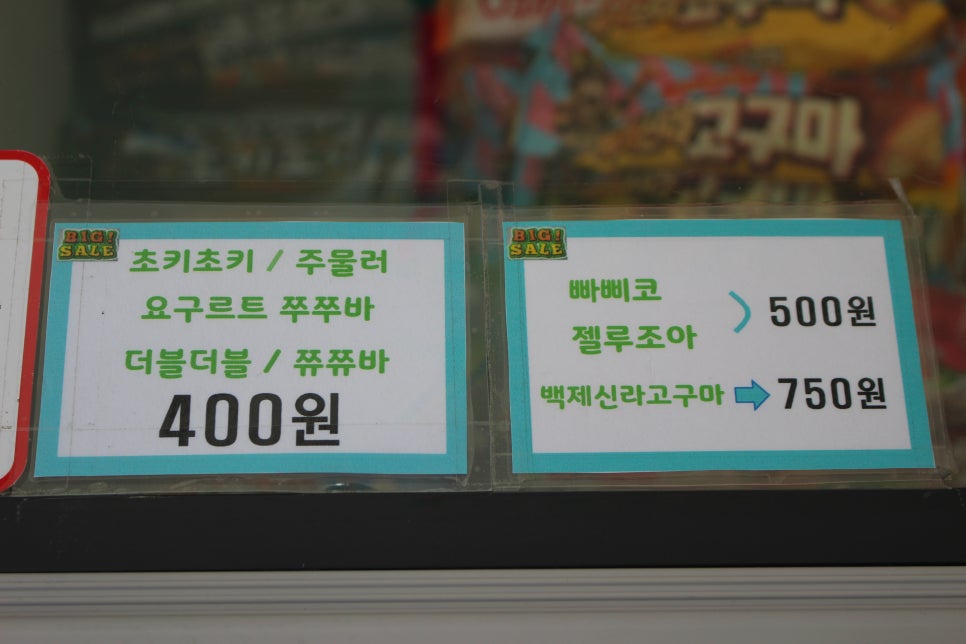 고구마
BIG!
SALE
초키초키 / 주물러
요구르트 쭈쭈바
더블더블 / 쮸쮸바
400원
BIG!
SALE
빠삐코
젤루조아
500원
백제신라고구마
750원